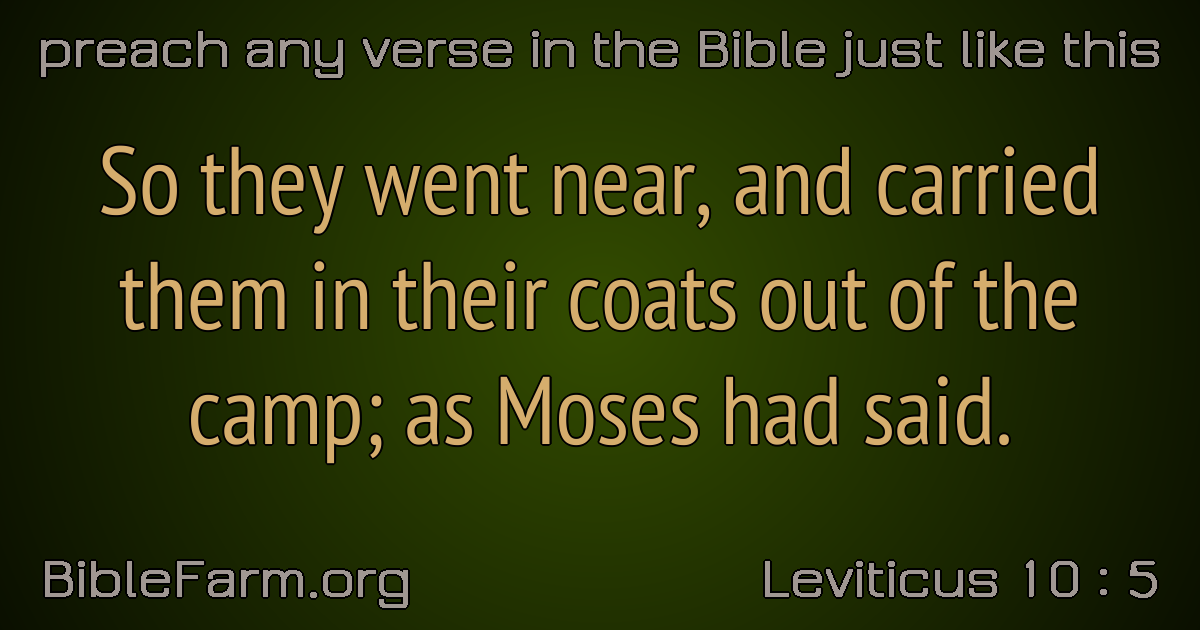 preach any verse in the Bible just like this
So they went near, and carried
them in their coats out of the
camp; as Moses had said.
BibleFarm.org
Leviticus 10 : 5